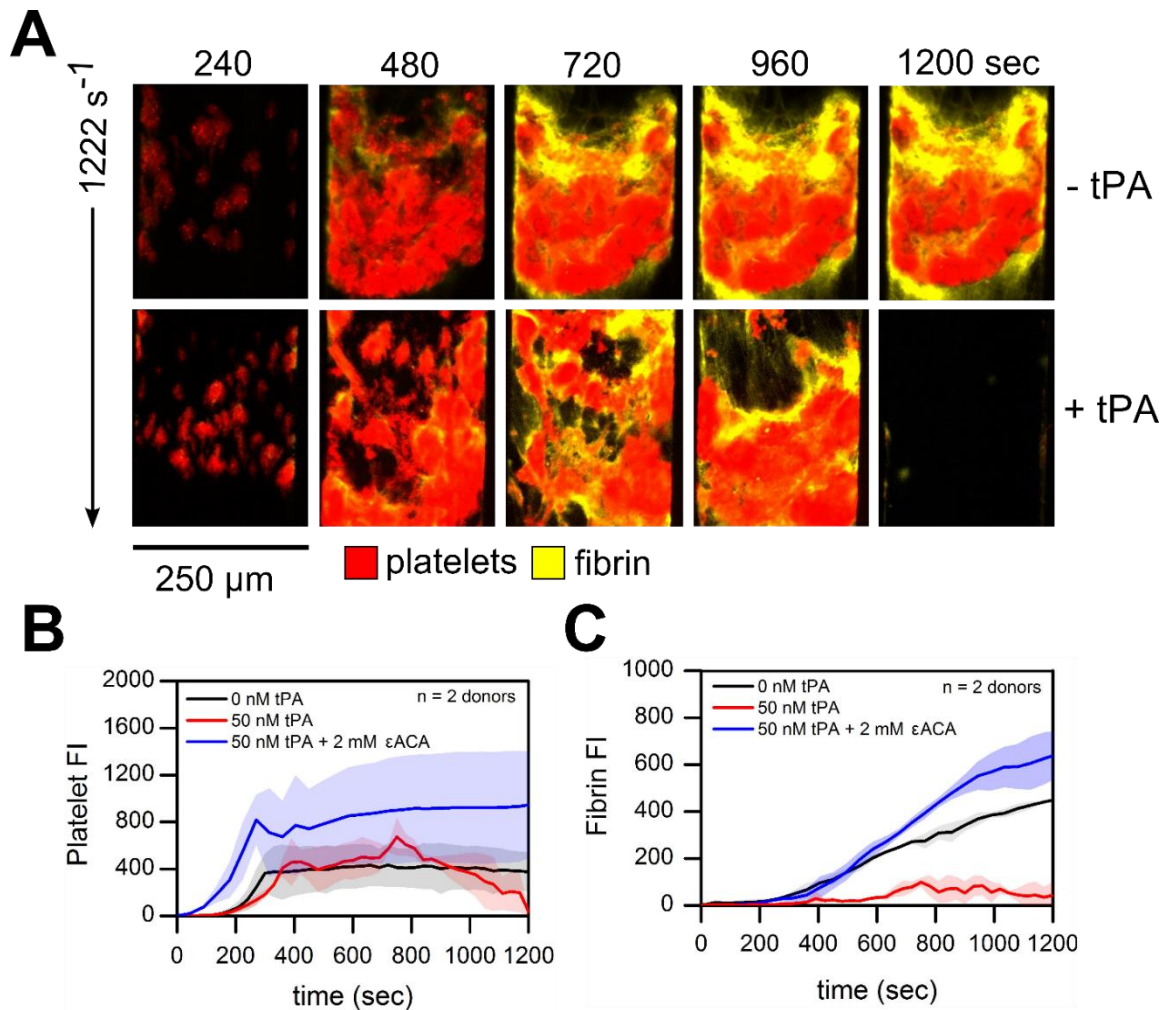 A
240 480 720 960 1200 sec
1222 s⁻¹
- tPA
+ tPA
250 µm
platelets fibrin
B
2000
1600
1200
800
400
0
0 200 400 600 800 1000 1200
Platelet FI
time (sec)
0 nM tPA
50 nM tPA
50 nM tPA + 2 mM εACA
n = 2 donors
C
1000
800
600
400
200
0
0 200 400 600 800 1000 1200
Fibrin FI
time (sec)
0 nM tPA
50 nM tPA
50 nM tPA + 2 mM εACA
n = 2 donors